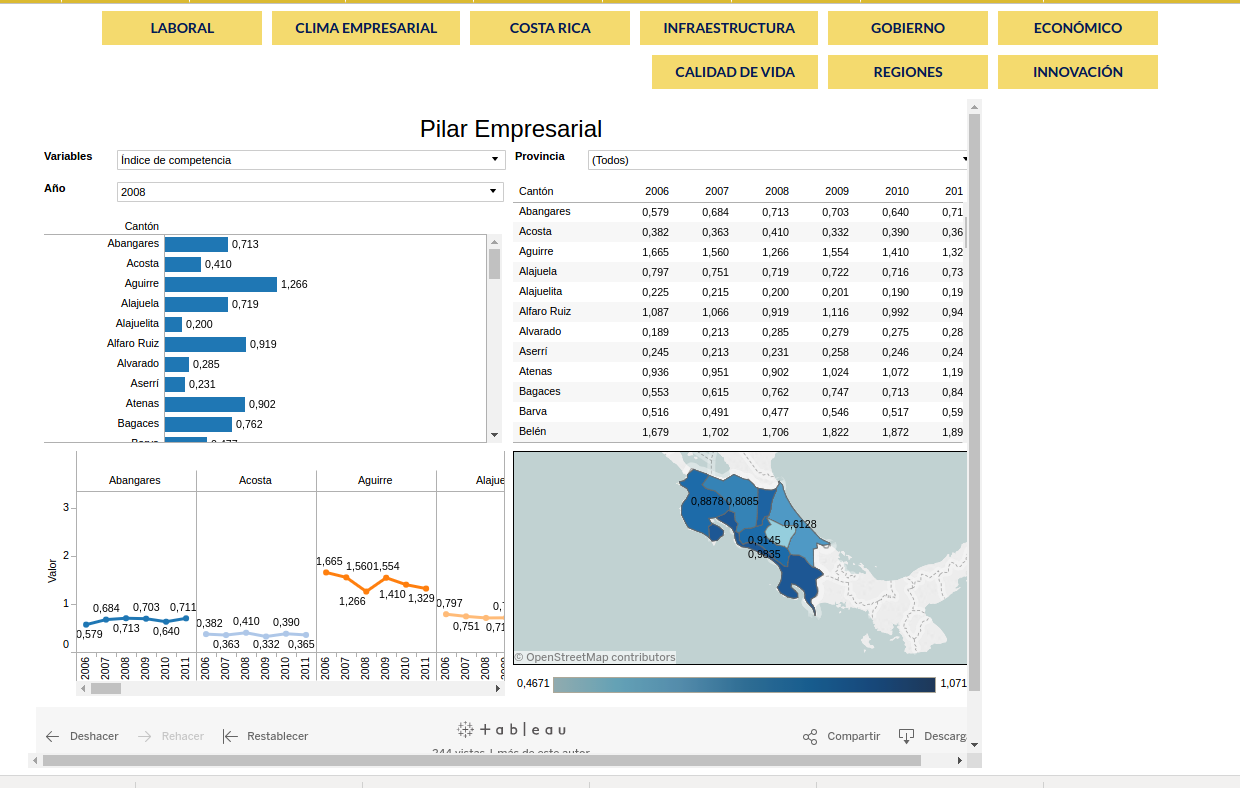 LABORAL CLIMA EMPRESARIAL COSTA RICA INFRAESTRUCTURA GOBIERNO ECONÓMICO
CALIDAD DE VIDA REGIONES INNOVACIÓN
Pilar Empresarial
Variables Índice de competencia Provincia (Todos)
Año 2008
Cantón
Abangares 0,713
Acosta 0,410
Aguirre 1,266
Alajuela 0,719
Alajuelita 0,200
Alfaro Ruiz 0,919
Alvarado 0,285
Aserrí 0,231
Atenas 0,902
Bagaces 0,762
Cantón 2006 2007 2008 2009 2010 201
Abangares 0,579 0,684 0,713 0,703 0,640 0,71
Acosta 0,382 0,363 0,410 0,332 0,390 0,36
Aguirre 1,665 1,560 1,266 1,554 1,410 1,32
Alajuela 0,797 0,751 0,719 0,722 0,716 0,73
Alajuelita 0,225 0,215 0,200 0,201 0,190 0,19
Alfaro Ruiz 1,087 1,066 0,919 1,116 0,992 0,94
Alvarado 0,189 0,213 0,285 0,279 0,275 0,28
Aserrí 0,245 0,213 0,231 0,258 0,246 0,24
Atenas 0,936 0,951 0,902 1,024 1,072 1,19
Bagaces 0,553 0,615 0,762 0,747 0,713 0,84
Barva 0,516 0,491 0,477 0,546 0,517 0,59
Belén 1,679 1,702 1,706 1,822 1,872 1,89
Abangares Acosta Aguirre Alajue
Valor
3
2
1
0
0,579 0,684 0,713 0,703 0,640 0,711
0,382 0,363 0,410 0,332 0,390 0,365
1,665 1,560 1,266 1,554 1,410 1,329
0,797 0,751 0,71
2006 2007 2008 2009 2010 2011 2006 2007 2008 2009 2010 2011 2006 2007 2008 2009 2010 2011 2006 2007 2008
0,8878 0,8085
0,6128
0,9145
0,9835
© OpenStreetMap contributors
0,4671 1,071
Deshacer Rehacer Restablecer +ableau Compartir Descarg
244 vistas | más de este autor